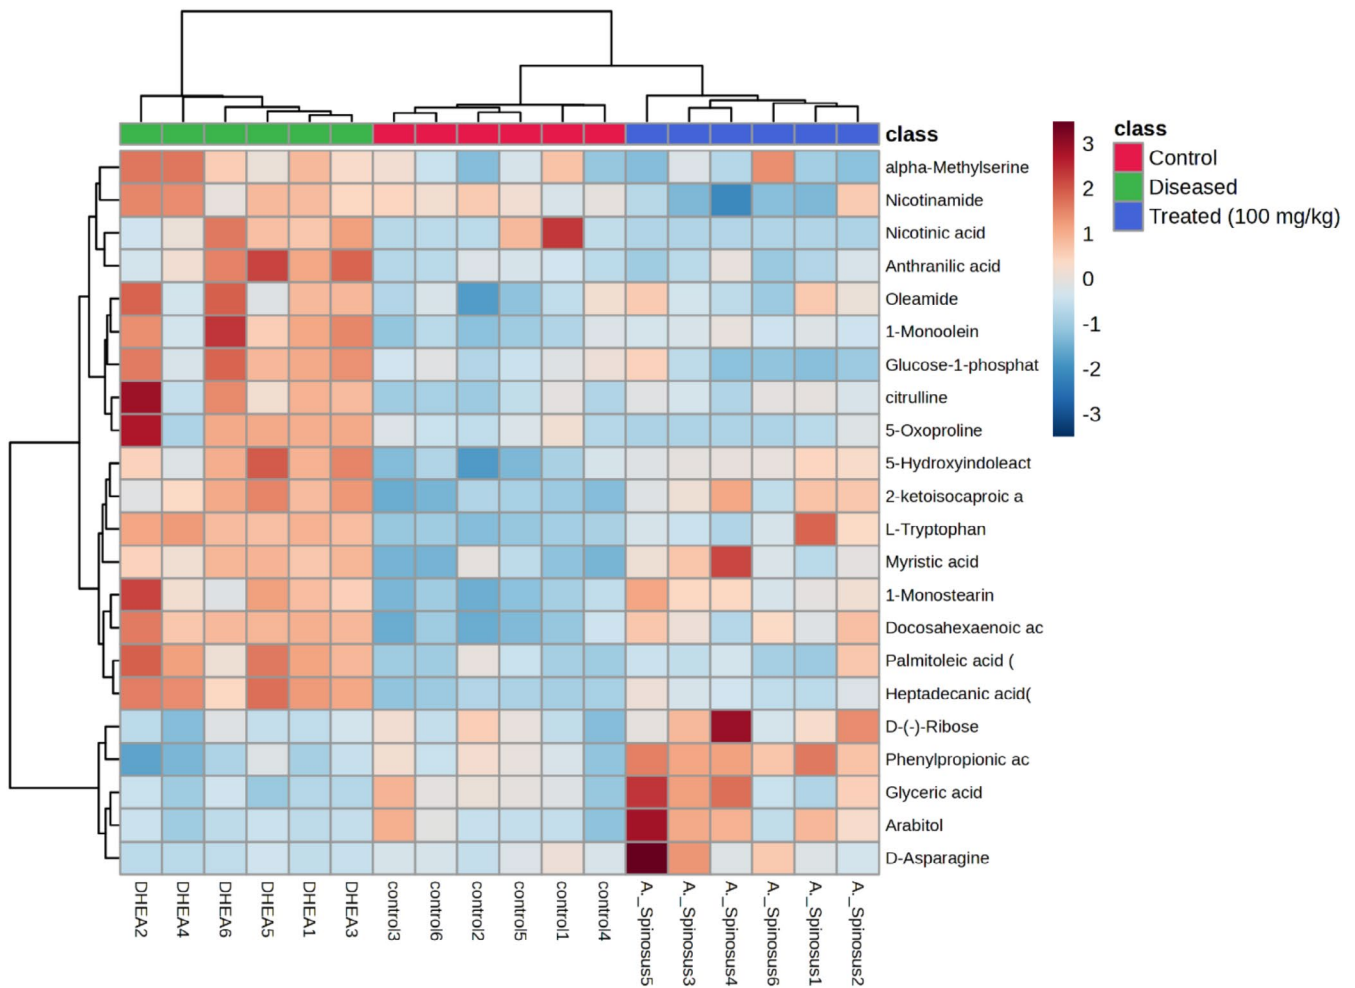 class
alpha-Methylserine
Nicotinamide
Nicotinic acid
Anthranilic acid
Oleamide
1-Monoolein
Glucose-1-phosphat
citrulline
5-Oxoproline
5-Hydroxyindoleact
2-ketoisocaproic a
L-Tryptophan
Myristic acid
1-Monostearin
Docosahexaenoic ac
Palmitoleic acid (
Heptadecanic acid(
D-(-)-Ribose
Phenylpropionic ac
Glyceric acid
Arabitol
D-Asparagine
3
2
1
0
-1
-2
-3
class
Control
Diseased
Treated (100 mg/kg)
DHEA2
DHEA4
DHEA6
DHEA5
DHEA1
DHEA3
control3
control6
control2
control5
control1
control4
A._Spinosus5
A._Spinosus3
A._Spinosus4
A._Spinosus6
A._Spinosus1
A._Spinosus2